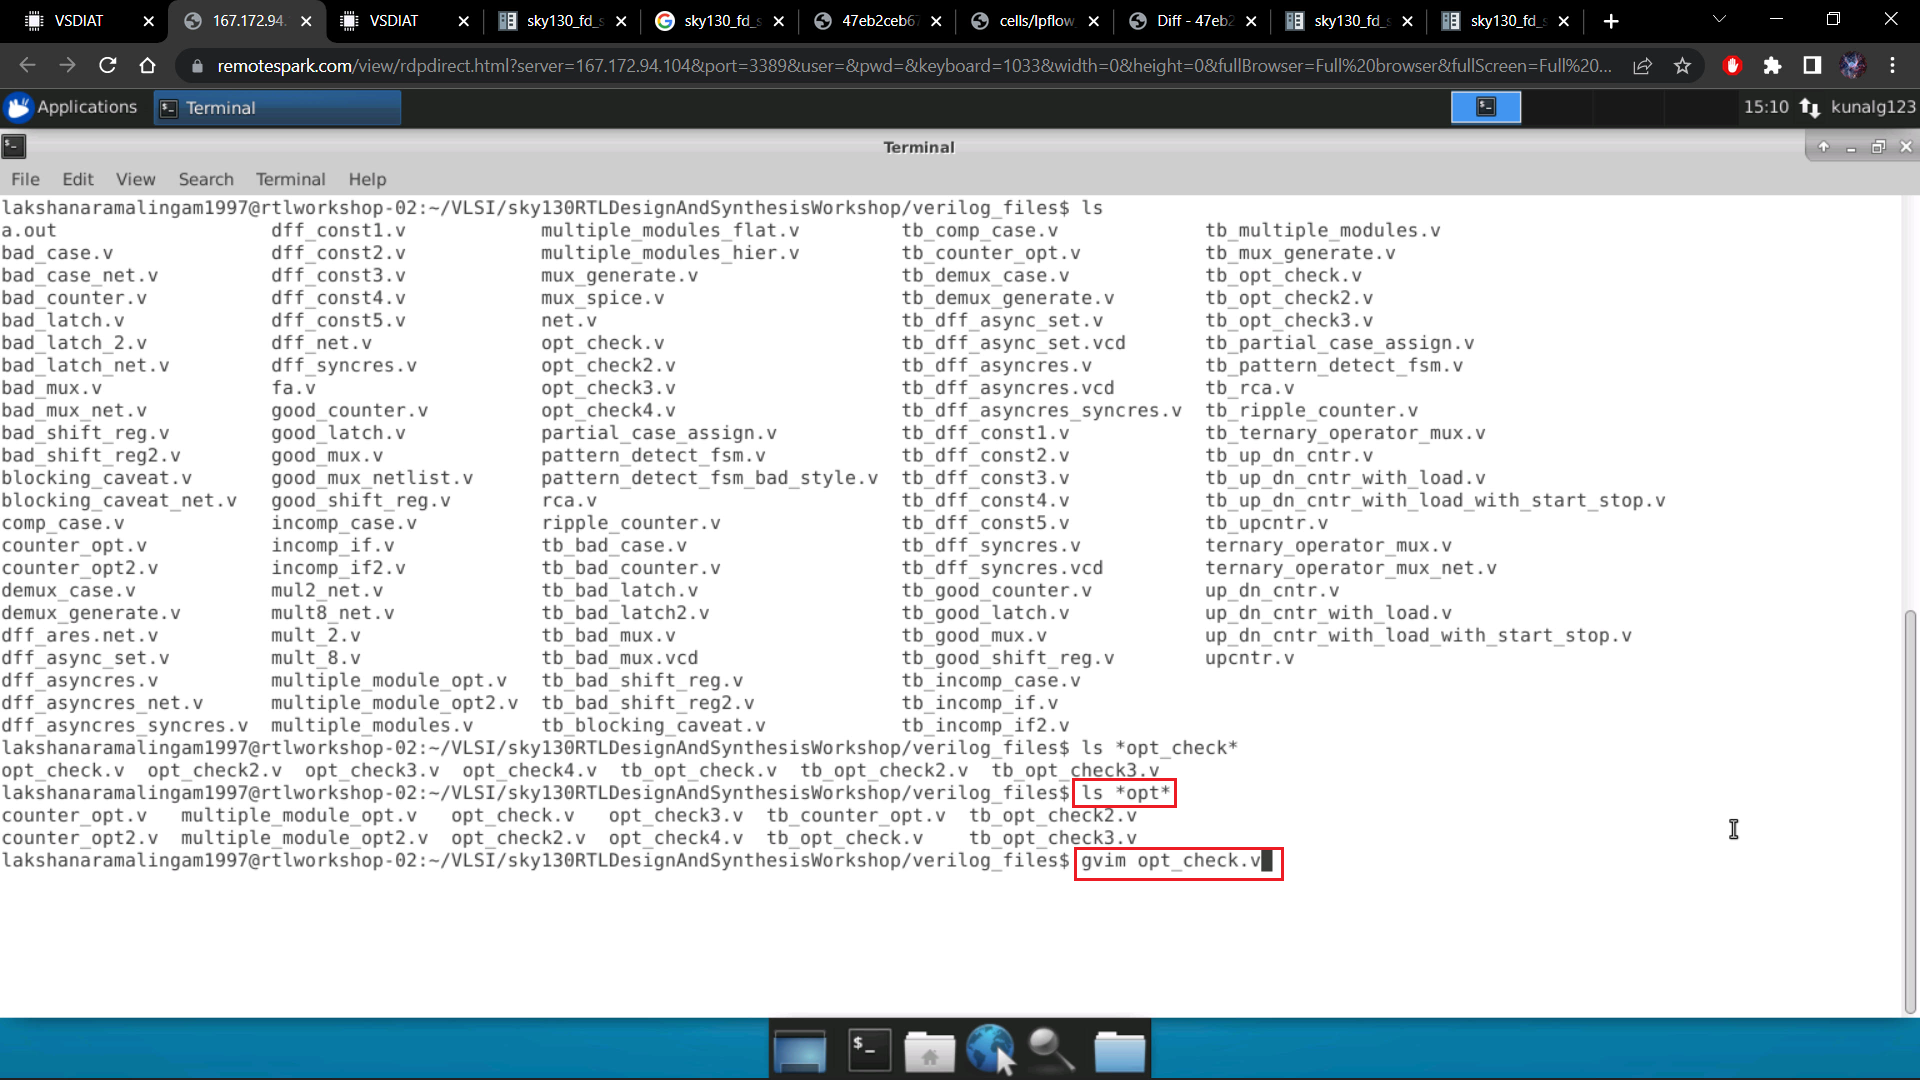 VSDIAT 167.172.94. VSDIAT sky130_fd_s sky130_fd_s 47eb2ceb67 cells/lpflow Diff - 47eb2 sky130_fd_s sky130_fd_s
remotespark.com/view/rdpdirect.html?server=167.172.94.104&port=3389&user=&pwd=&keyboard=1033&width=0&height=0&fullBrowser=Full%20browser&fullScreen=Full%20...
Applications Terminal 15:10 kunalg123
Terminal
File Edit View Search Terminal Help
lakshanaramalingam1997@rtlworkshop-02:~/VLSI/sky130RTLDesignAndSynthesisWorkshop/verilog_files$ ls
a.out dff_const1.v multiple_modules_flat.v tb_comp_case.v tb_multiple_modules.v
bad_case.v dff_const2.v multiple_modules_hier.v tb_counter_opt.v tb_mux_generate.v
bad_case_net.v dff_const3.v mux_generate.v tb_demux_case.v tb_opt_check.v
bad_counter.v dff_const4.v mux_spice.v tb_demux_generate.v tb_opt_check2.v
bad_latch.v dff_const5.v net.v tb_dff_async_set.v tb_opt_check3.v
bad_latch_2.v dff_net.v opt_check.v tb_dff_async_set.vcd tb_partial_case_assign.v
bad_latch_net.v dff_syncres.v opt_check2.v tb_dff_asyncres.v tb_pattern_detect_fsm.v
bad_mux.v fa.v opt_check3.v tb_dff_asyncres.vcd tb_rca.v
bad_mux_net.v good_counter.v opt_check4.v tb_dff_asyncres_syncres.v tb_ripple_counter.v
bad_shift_reg.v good_latch.v partial_case_assign.v tb_dff_const1.v tb_ternary_operator_mux.v
bad_shift_reg2.v good_mux.v pattern_detect_fsm.v tb_dff_const2.v tb_up_dn_cntr.v
blocking_caveat.v good_mux_netlist.v pattern_detect_fsm_bad_style.v tb_dff_const3.v tb_up_dn_cntr_with_load.v
blocking_caveat_net.v good_shift_reg.v rca.v tb_dff_const4.v tb_up_dn_cntr_with_load_with_start_stop.v
comp_case.v incomp_case.v ripple_counter.v tb_dff_const5.v tb_upcntr.v
counter_opt.v incomp_if.v tb_bad_case.v tb_dff_syncres.v ternary_operator_mux.v
counter_opt2.v incomp_if2.v tb_bad_counter.v tb_dff_syncres.vcd ternary_operator_mux_net.v
demux_case.v mul2_net.v tb_bad_latch.v tb_good_counter.v up_dn_cntr.v
demux_generate.v mult8_net.v tb_bad_latch2.v tb_good_latch.v up_dn_cntr_with_load.v
dff_ares.net.v mult_2.v tb_bad_mux.v tb_good_mux.v up_dn_cntr_with_load_with_start_stop.v
dff_async_set.v mult_8.v tb_bad_mux.vcd tb_good_shift_reg.v upcntr.v
dff_asyncres.v multiple_module_opt.v tb_bad_shift_reg.v tb_incomp_case.v
dff_asyncres_net.v multiple_module_opt2.v tb_bad_shift_reg2.v tb_incomp_if.v
dff_asyncres_syncres.v multiple_modules.v tb_blocking_caveat.v tb_incomp_if2.v
lakshanaramalingam1997@rtlworkshop-02:~/VLSI/sky130RTLDesignAndSynthesisWorkshop/verilog_files$ ls *opt_check*
opt_check.v opt_check2.v opt_check3.v opt_check4.v tb_opt_check.v tb_opt_check2.v tb_opt_check3.v
lakshanaramalingam1997@rtlworkshop-02:~/VLSI/sky130RTLDesignAndSynthesisWorkshop/verilog_files$ ls *opt*
counter_opt.v multiple_module_opt.v opt_check.v opt_check3.v tb_counter_opt.v tb_opt_check2.v
counter_opt2.v multiple_module_opt2.v opt_check2.v opt_check4.v tb_opt_check.v tb_opt_check3.v
lakshanaramalingam1997@rtlworkshop-02:~/VLSI/sky130RTLDesignAndSynthesisWorkshop/verilog_files$ gvim opt_check.v